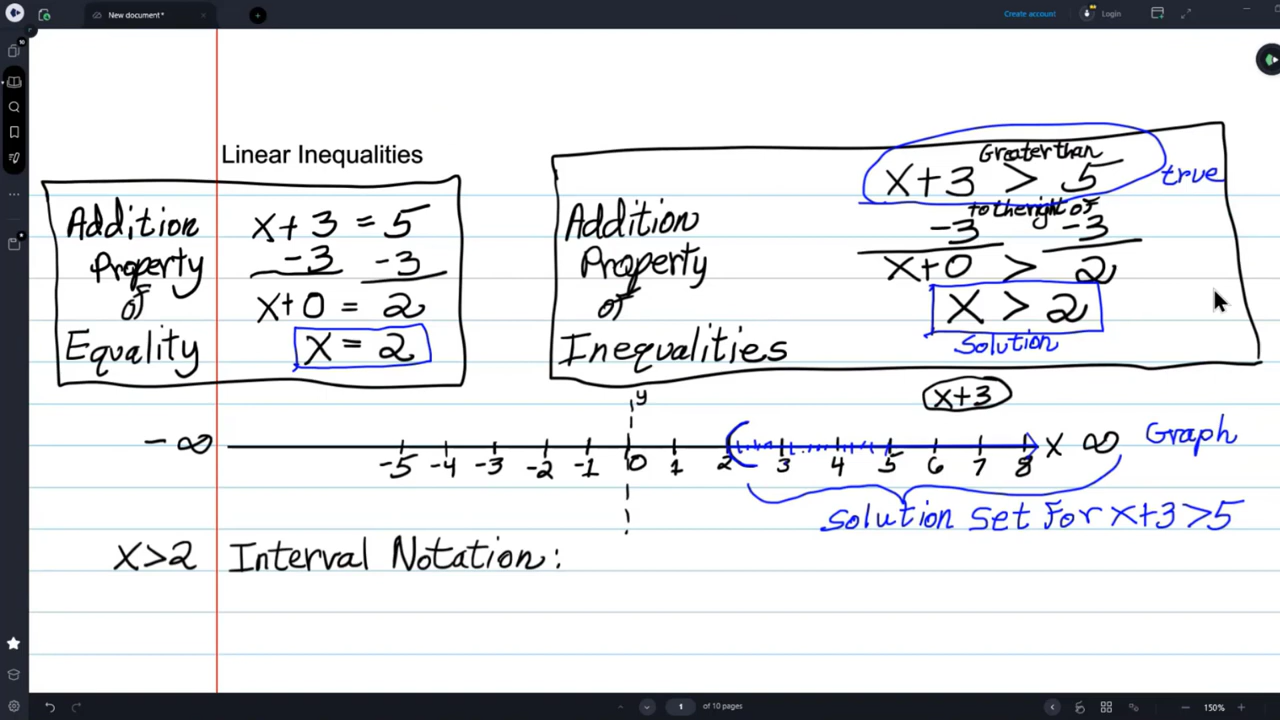 New document*
Create account
Login
Linear Inequalities
Addition
Property
of
Equality
x+3 = 5
-3 -3
x+0 = 2
x = 2
Addition
Property
of
Inequalities
Greater than
x+3 > 5
true
to the right of
-3 -3
x+0 > 2
x > 2
Solution
x+3
y
-∞ -5 -4 -3 -2 -1 0 1 2 3 4 5 6 7 8 x ∞
Graph
solution set for x+3>5
x>2 Interval Notation:
1 of 10 pages
150%